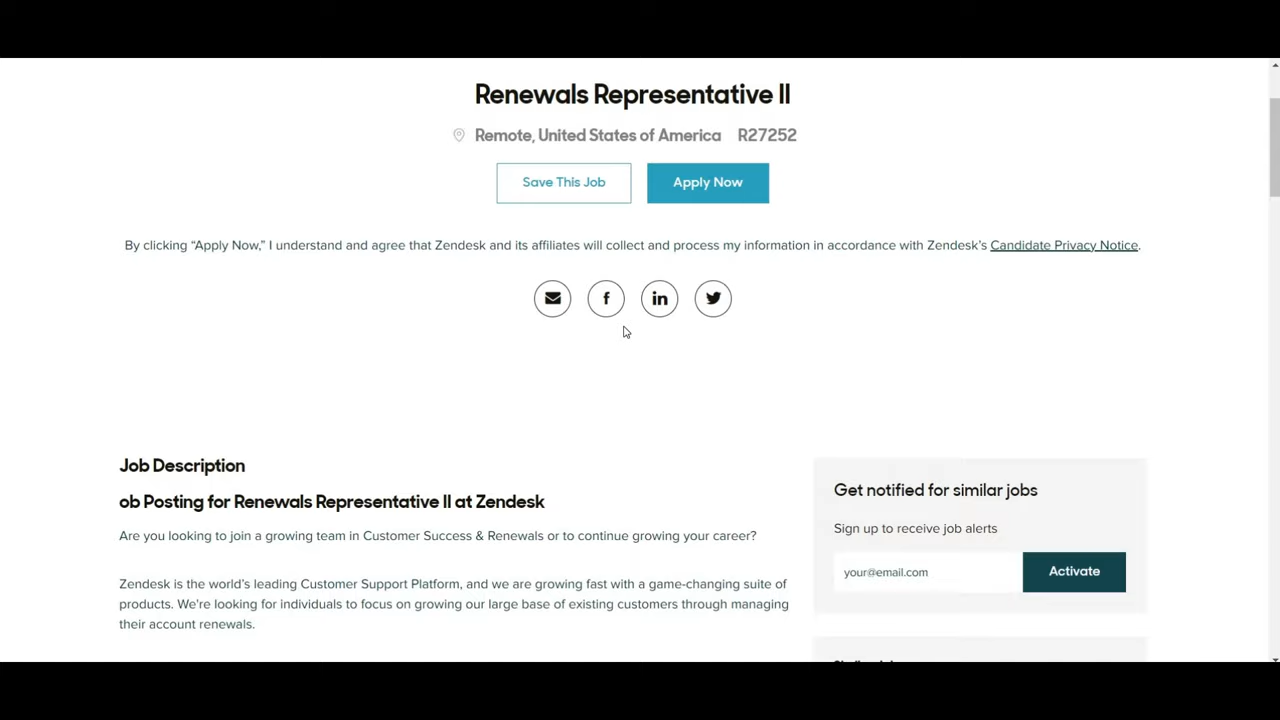 Renewals Representative II
Remote, United States of America R27252
Save This Job Apply Now
By clicking “Apply Now,” I understand and agree that Zendesk and its affiliates will collect and process my information in accordance with Zendesk’s Candidate Privacy Notice.
f in
Job Description
ob Posting for Renewals Representative II at Zendesk
Are you looking to join a growing team in Customer Success & Renewals or to continue growing your career?
Zendesk is the world’s leading Customer Support Platform, and we are growing fast with a game-changing suite of
products. We’re looking for individuals to focus on growing our large base of existing customers through managing
their account renewals.
Get notified for similar jobs
Sign up to receive job alerts
your@email.com Activate